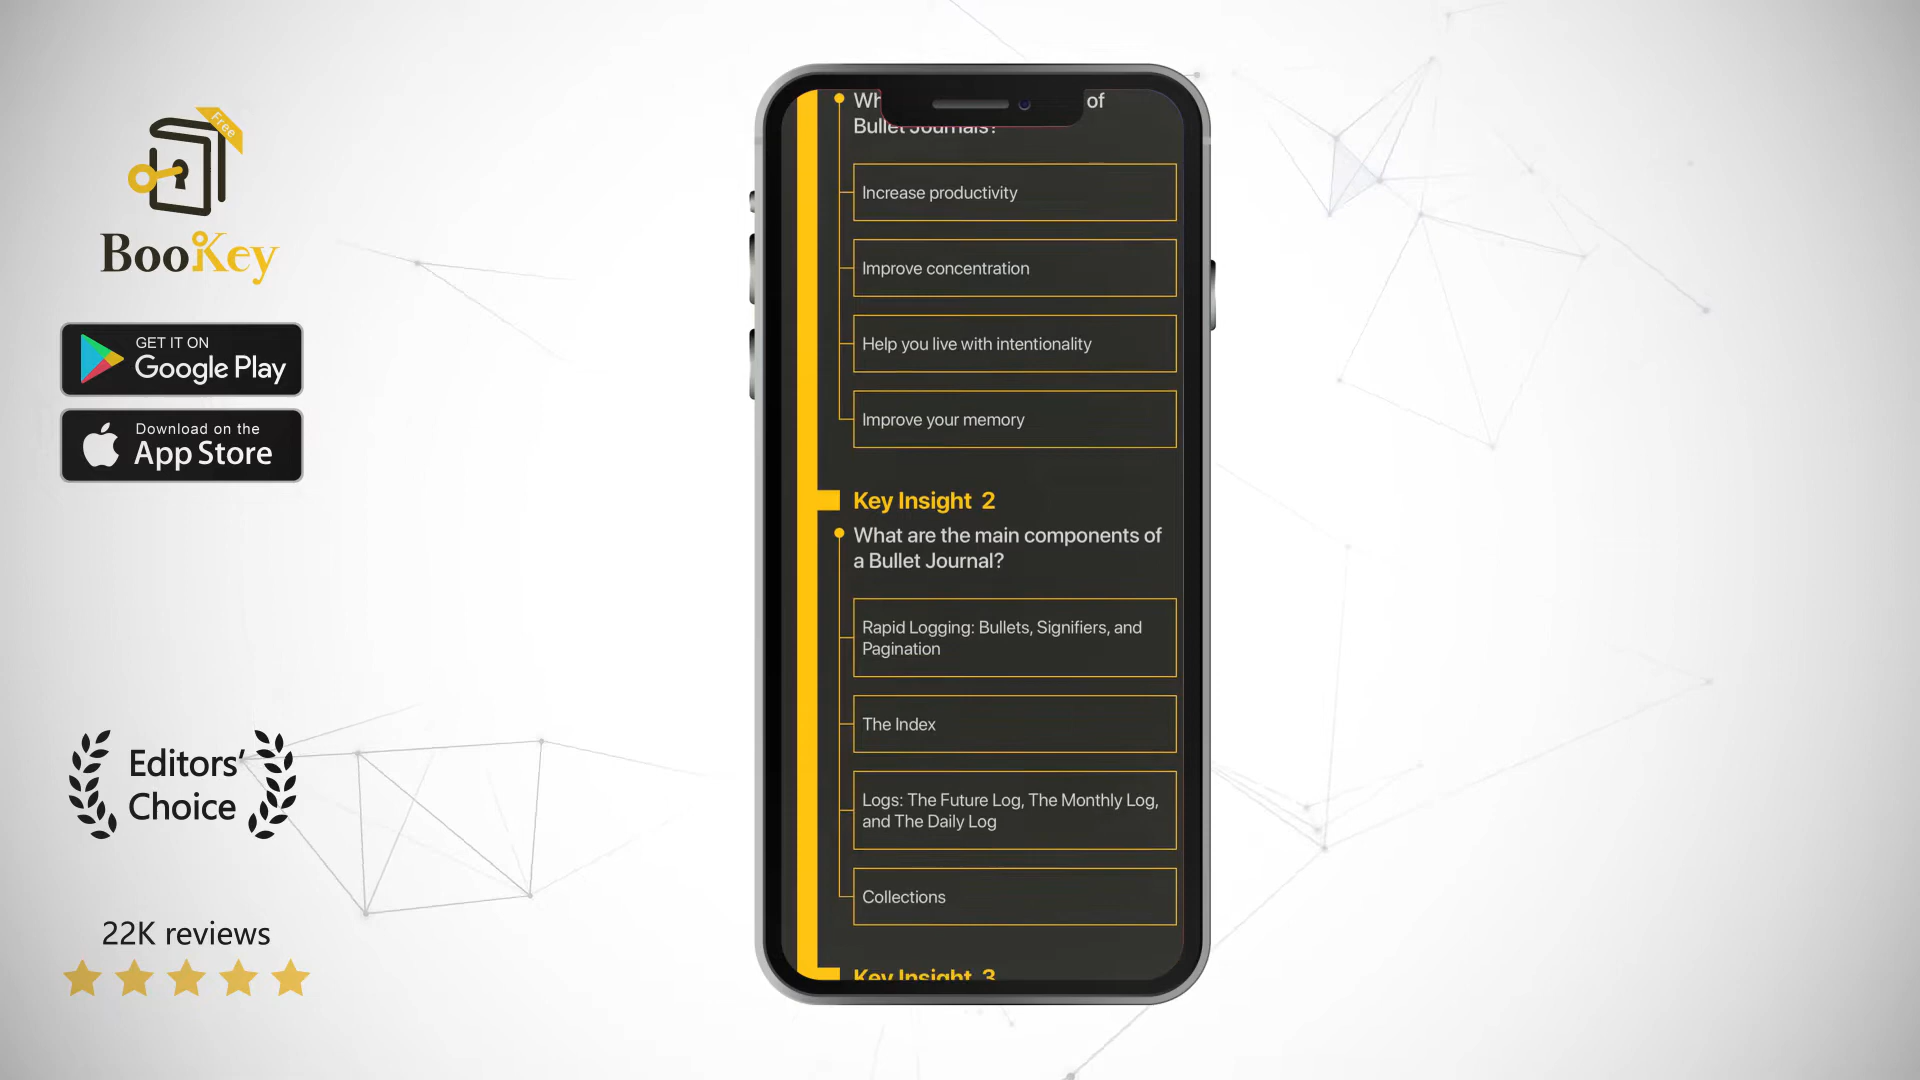 Free
BooKey
GET IT ON
Google Play
Download on the
App Store
Editors’
Choice
22K reviews
of
Bullet Journals?
Increase productivity
Improve concentration
Help you live with intentionality
Improve your memory
Key Insight 2
What are the main components of
a Bullet Journal?
Rapid Logging: Bullets, Signifiers, and
Pagination
The Index
Logs: The Future Log, The Monthly Log,
and The Daily Log
Collections
Key Insight 3